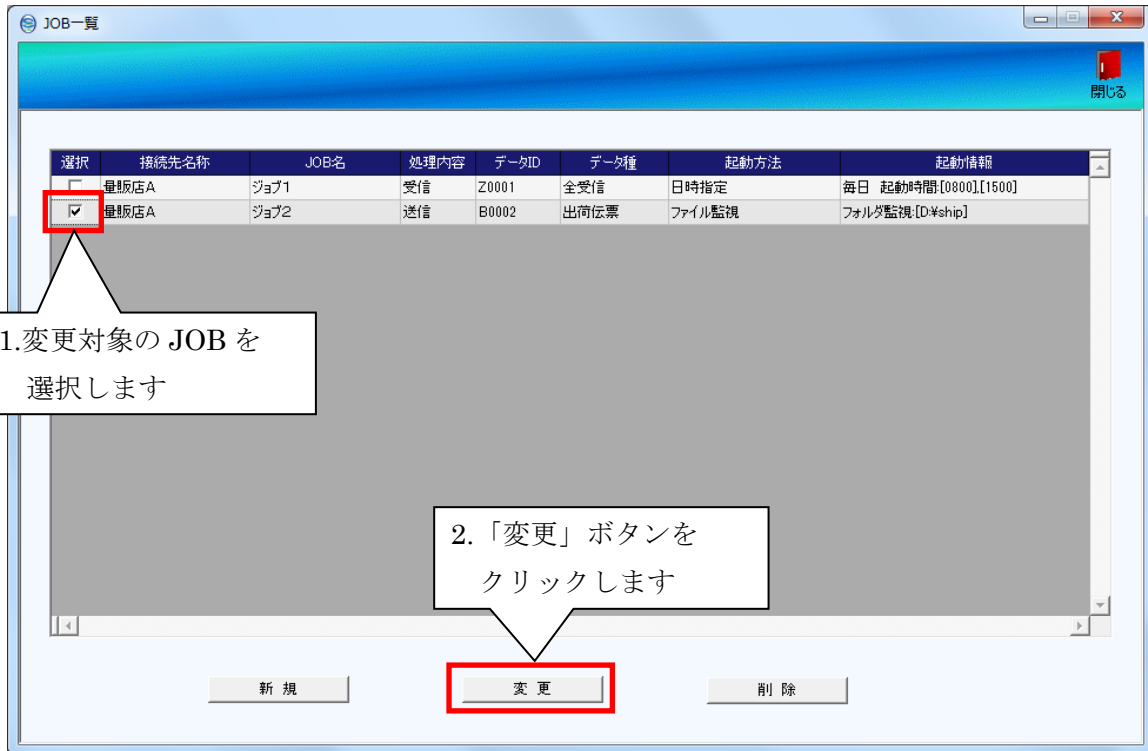 JOB一覧
閉じる
選択 接続先名称 JOB名 処理内容 データID データ種 起動方法 起動情報
量販店A ジョブ1 受信 Z0001 全受信 日時指定 毎日 起動時間:[0800],[1500]
量販店A ジョブ2 送信 B0002 出荷伝票 ファイル監視 フォルダ監視:[D:¥ship]
1.変更対象の JOB を
選択します
2.「変更」ボタンを
クリックします
新 規 変 更 削 除